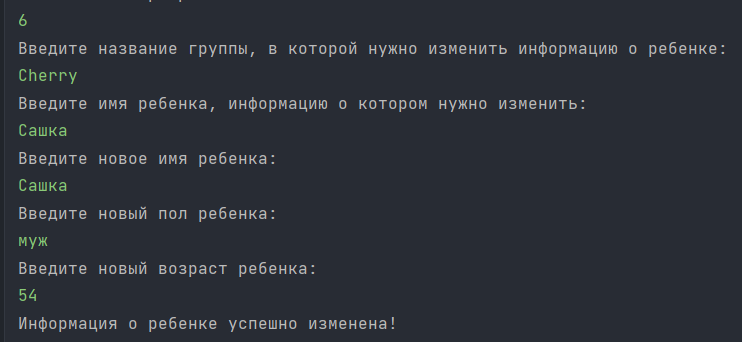 6
Введите название группы, в которой нужно изменить информацию о ребенке:
Cherry
Введите имя ребенка, информацию о котором нужно изменить:
Сашка
Введите новое имя ребенка:
Сашка
Введите новый пол ребенка:
муж
Введите новый возраст ребенка:
54
Информация о ребенке успешно изменена!